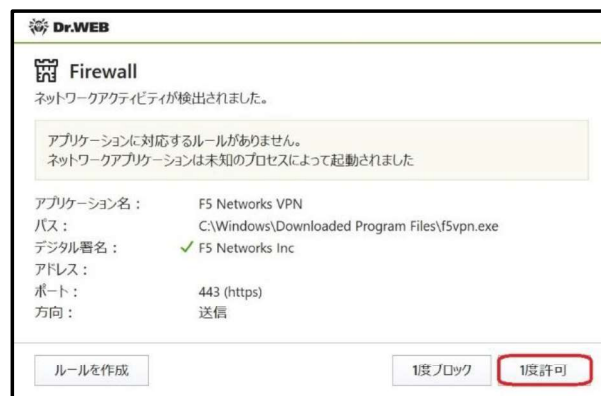 Dr.WEB
Firewall
ネットワークアクティビティが検出されました。
アプリケーションに対応するルールがありません。
ネットワークアプリケーションは未知のプロセスによって起動されました
アプリケーション名： F5 Networks VPN
パス： C:\Windows\Downloaded Program Files\f5vpn.exe
デジタル署名： ✓ F5 Networks Inc
アドレス：
ポート： 443 (https)
方向： 送信
ルールを作成 1度ブロック 1度許可